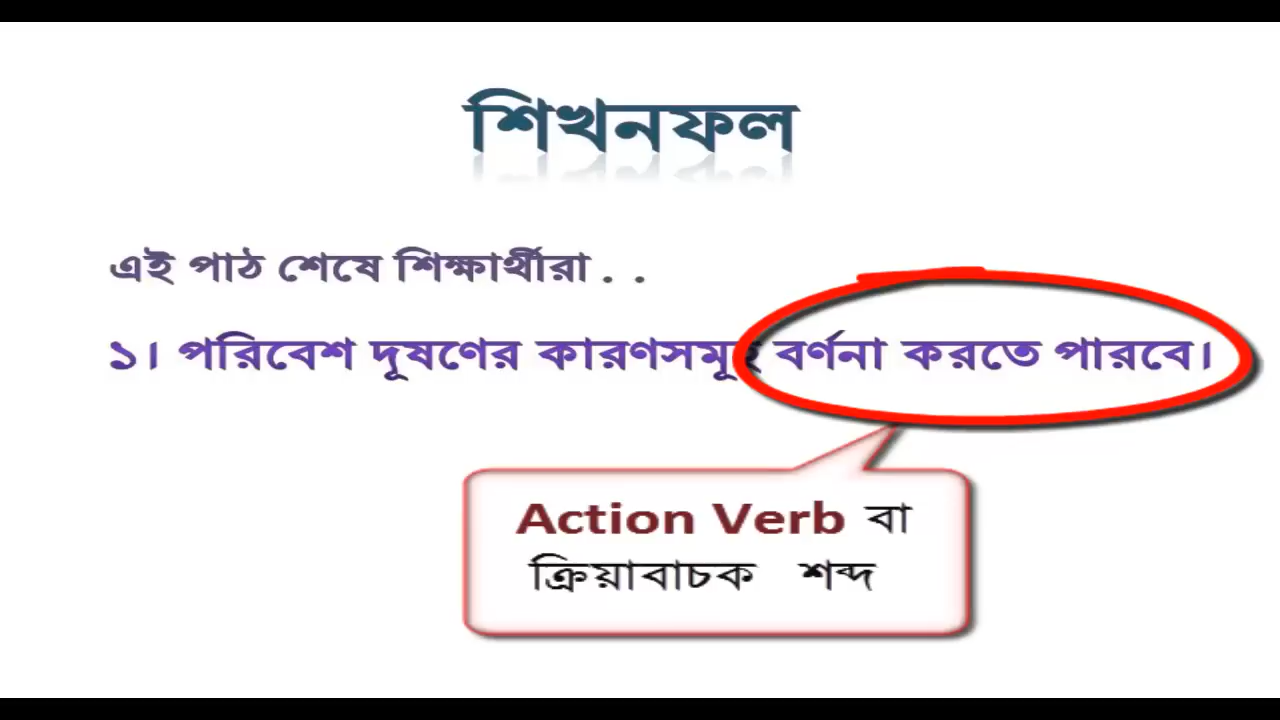 শিখনফল
এই পাঠ শেষে শিক্ষার্থীরা . .
১। পরিবেশ দূষণের কারণসমূহ বর্ণনা করতে পারবে।
Action Verb বা
ক্রিয়াবাচক শব্দ